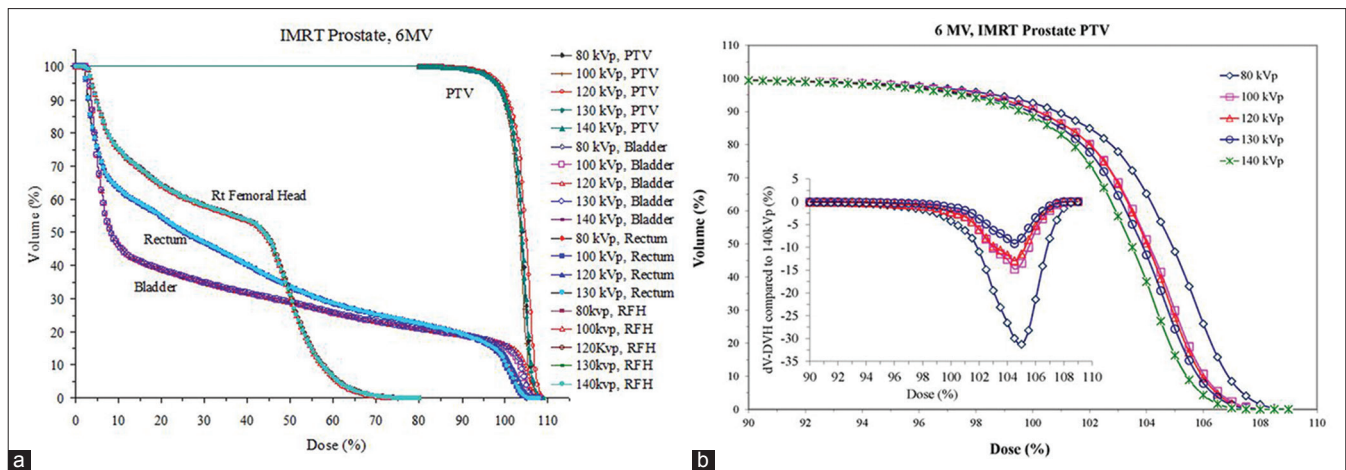 IMRT Prostate, 6MV
Volume (%)
100
90
80
70
60
50
40
30
20
10
0
0 10 20 30 40 50 60 70 80 90 100 110
Dose (%)
PTV
Rt Femoral Head
Rectum
Bladder
80 kVp, PTV
100 kVp, PTV
120 kVp, PTV
130 kVp, PTV
140 kVp, PTV
80 kVp, Bladder
100 kVp, Bladder
120 kVp, Bladder
130 kVp, Bladder
140 kVp, Bladder
80 kVp, Rectum
100 kVp, Rectum
120 kVp, Rectum
130 kVp, Rectum
80kvp, RFH
100kvp, RFH
120Kvp, RFH
130kvp, RFH
140kvp, RFH
a
6 MV, IMRT Prostate PTV
Volume (%)
110
100
90
80
70
60
50
40
30
20
10
0
90 92 94 96 98 100 102 104 106 108 110
Dose (%)
80 kVp
100 kVp
120 kVp
130 kVp
140 kVp
dV-DVH compared to 140kVp (%)
5
0
-5
-10
-15
-20
-25
-30
-35
90 92 94 96 98 100 102 104 106 108 110
Dose (%)
b